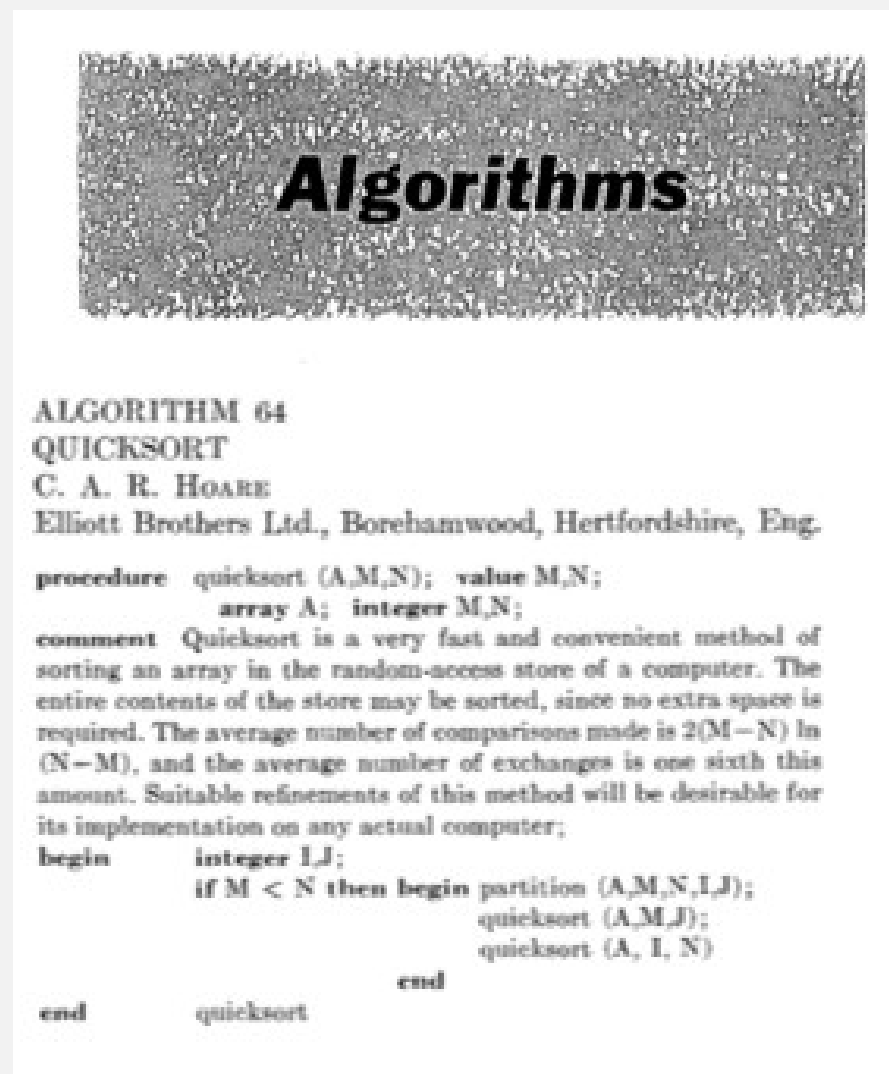 Algorithms
ALGORITHM 64
QUICKSORT
C. A. R. HOARE
Elliott Brothers Ltd., Borehamwood, Hertfordshire, Eng.
procedure quicksort (A,M,N); value M,N;
array A; integer M,N;
comment Quicksort is a very fast and convenient method of
sorting an array in the random-access store of a computer. The
entire contents of the store may be sorted, since no extra space is
required. The average number of comparisons made is 2(M−N) ln
(N−M), and the average number of exchanges is one sixth this
amount. Suitable refinements of this method will be desirable for
its implementation on any actual computer;
begin integer I,J;
if M < N then begin partition (A,M,N,I,J);
quicksort (A,M,J);
quicksort (A, I, N)
end
end quicksort